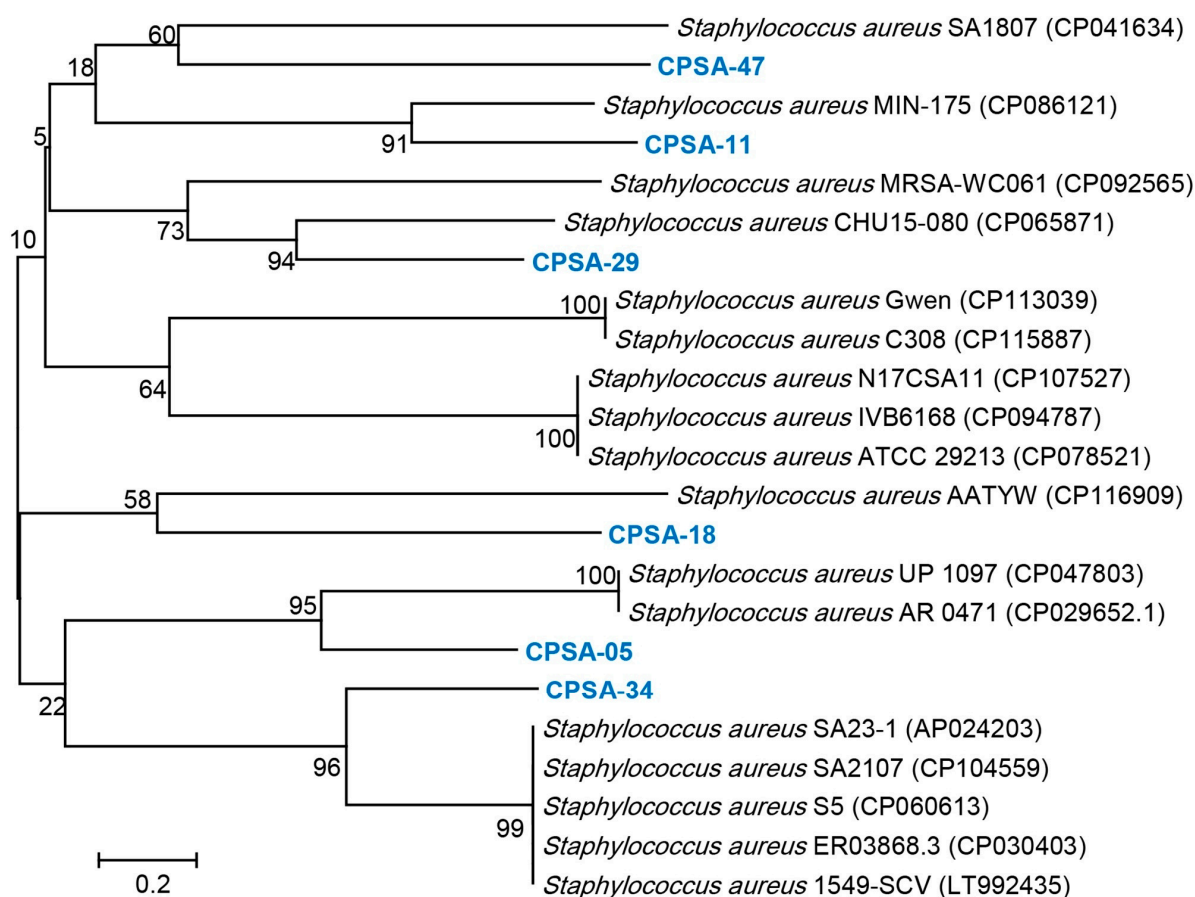 60
Staphylococcus aureus SA1807 (CP041634)
18
CPSA-47
Staphylococcus aureus MIN-175 (CP086121)
5
91
CPSA-11
Staphylococcus aureus MRSA-WC061 (CP092565)
73
Staphylococcus aureus CHU15-080 (CP065871)
10
94
CPSA-29
100
Staphylococcus aureus Gwen (CP113039)
Staphylococcus aureus C308 (CP115887)
64
Staphylococcus aureus N17CSA11 (CP107527)
Staphylococcus aureus IVB6168 (CP094787)
100
Staphylococcus aureus ATCC 29213 (CP078521)
58
Staphylococcus aureus AATYW (CP116909)
CPSA-18
100
Staphylococcus aureus UP 1097 (CP047803)
95
Staphylococcus aureus AR 0471 (CP029652.1)
CPSA-05
22
CPSA-34
Staphylococcus aureus SA23-1 (AP024203)
96
Staphylococcus aureus SA2107 (CP104559)
Staphylococcus aureus S5 (CP060613)
99
Staphylococcus aureus ER03868.3 (CP030403)
Staphylococcus aureus 1549-SCV (LT992435)
0.2